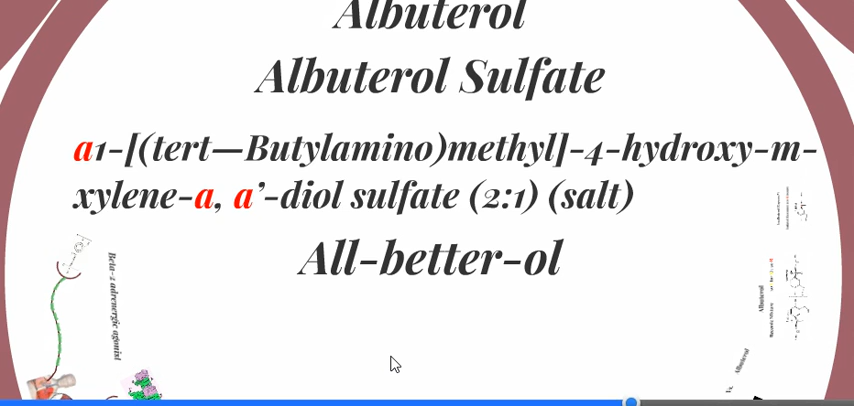 Albuterol
Albuterol Sulfate
a1-[(tert—Butylamino)methyl]-4-hydroxy-m-
xylene-a, a’-diol sulfate (2:1) (salt)
All-better-ol
Beta-2 adrenergic agonist
Albuterol
Albuterol